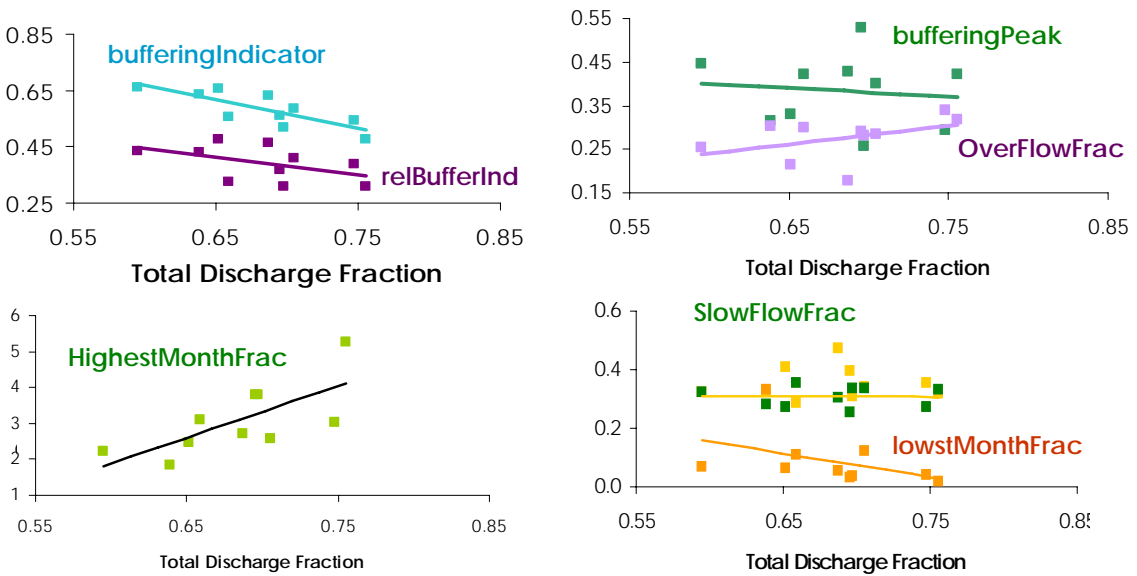 0.85
bufferingIndicator
0.65
0.45
relBufferInd
0.25
0.55 0.65 0.75 0.85
Total Discharge Fraction
0.55
bufferingPeak
0.45
0.35
0.25
OverFlowFrac
0.15
0.55 0.65 0.75 0.85
Total Discharge Fraction
6
5
HighestMonthFrac
4
3
2
1
0.55 0.65 0.75 0.85
Total Discharge Fraction
0.6
SlowFlowFrac
0.4
0.2
lowstMonthFrac
0.0
0.55 0.65 0.75 0.85
Total Discharge Fraction